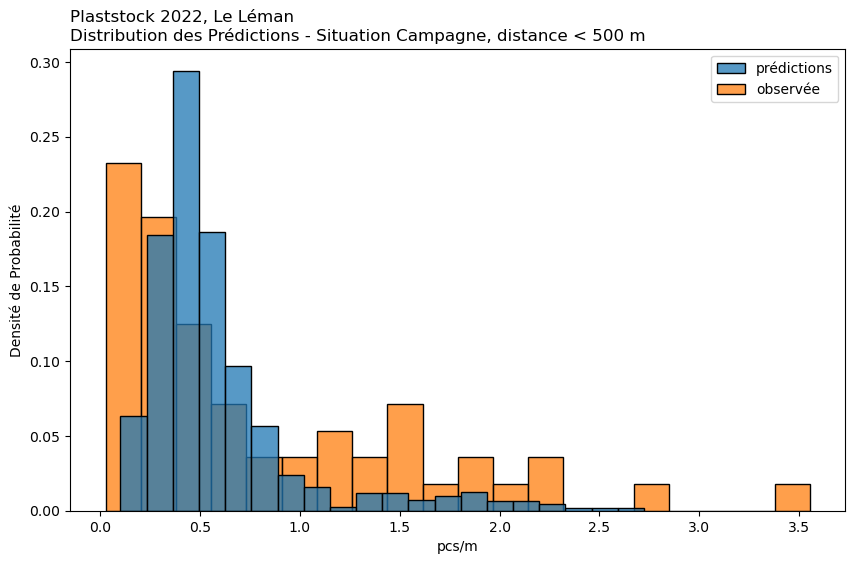 Plaststock 2022, Le Léman
Distribution des Prédictions - Situation Campagne, distance < 500 m
prédictions
observée
Densité de Probabilité
0.30
0.25
0.20
0.15
0.10
0.05
0.00
0.0 0.5 1.0 1.5 2.0 2.5 3.0 3.5
pcs/m